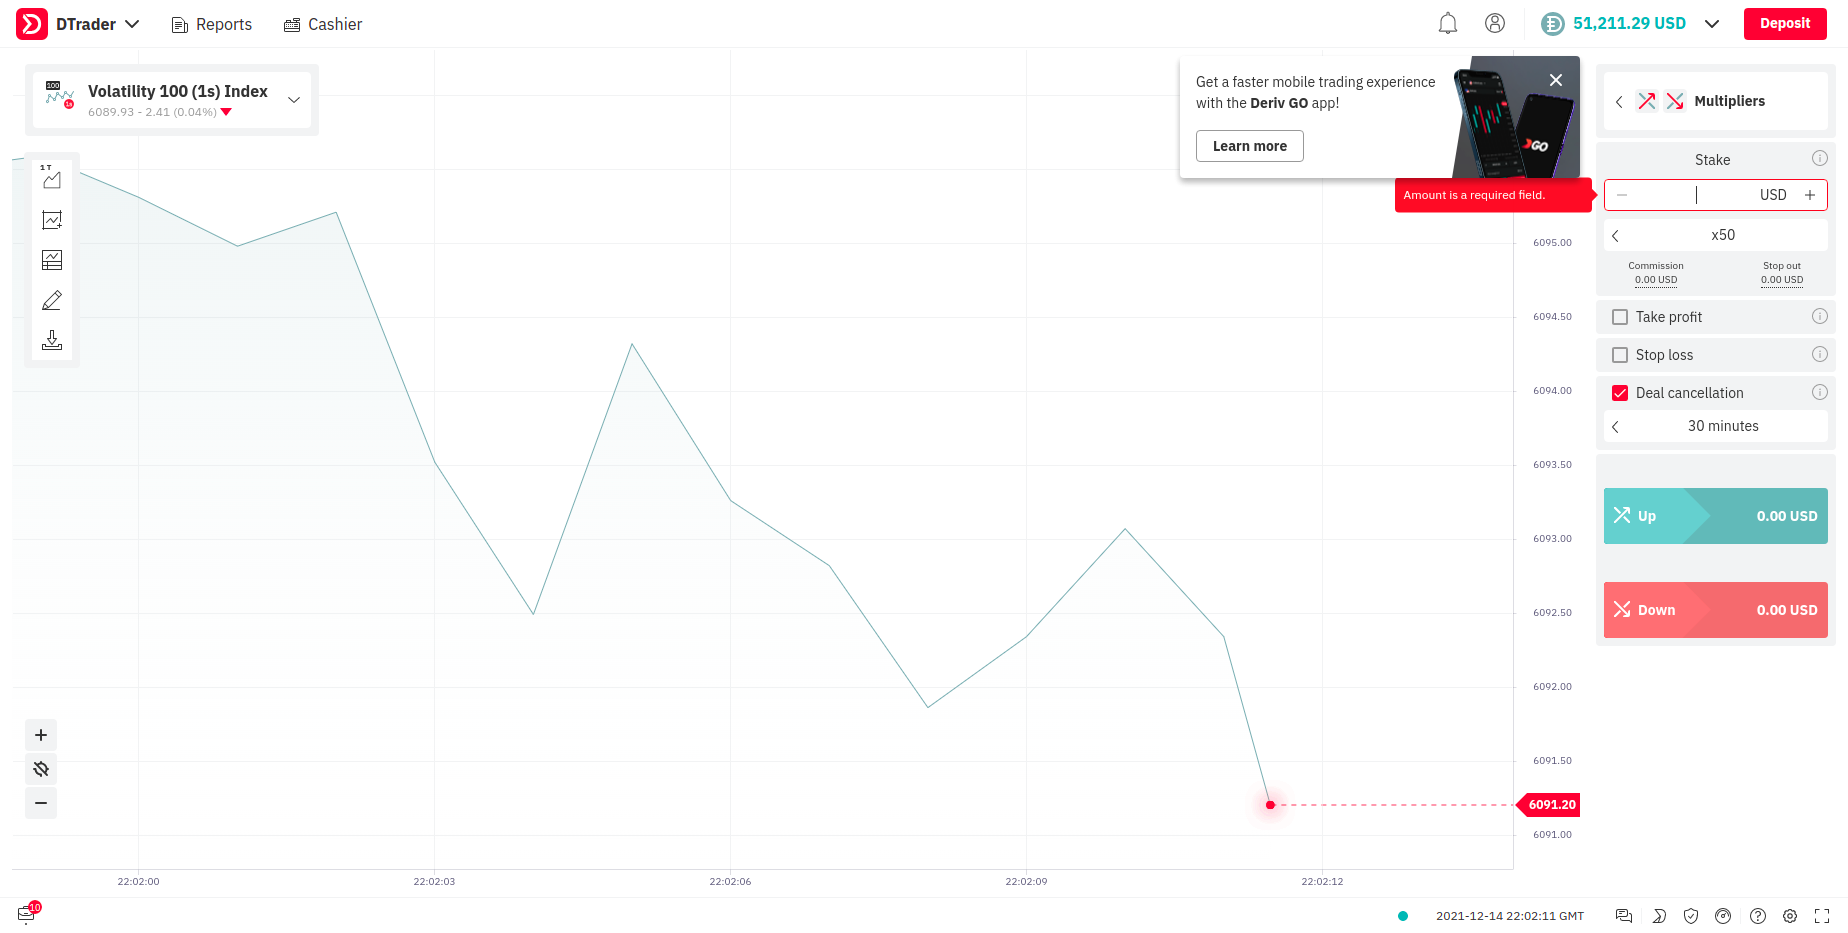 DTrader
Reports
Cashier
51,211.29 USD
Deposit
100
1s
Volatility 100 (1s) Index
6089.93 - 2.41 (0.04%)
Get a faster mobile trading experience
with the Deriv GO app!
Learn more
GO
Multipliers
1 T
Stake
Amount is a required field.
USD
x50
Commission
0.00 USD
Stop out
0.00 USD
Take profit
Stop loss
Deal cancellation
30 minutes
Up
0.00 USD
Down
0.00 USD
6095.00
6094.50
6094.00
6093.50
6093.00
6092.50
6092.00
6091.50
6091.20
6091.00
22:02:00
22:02:03
22:02:06
22:02:09
22:02:12
10
2021-12-14 22:02:11 GMT